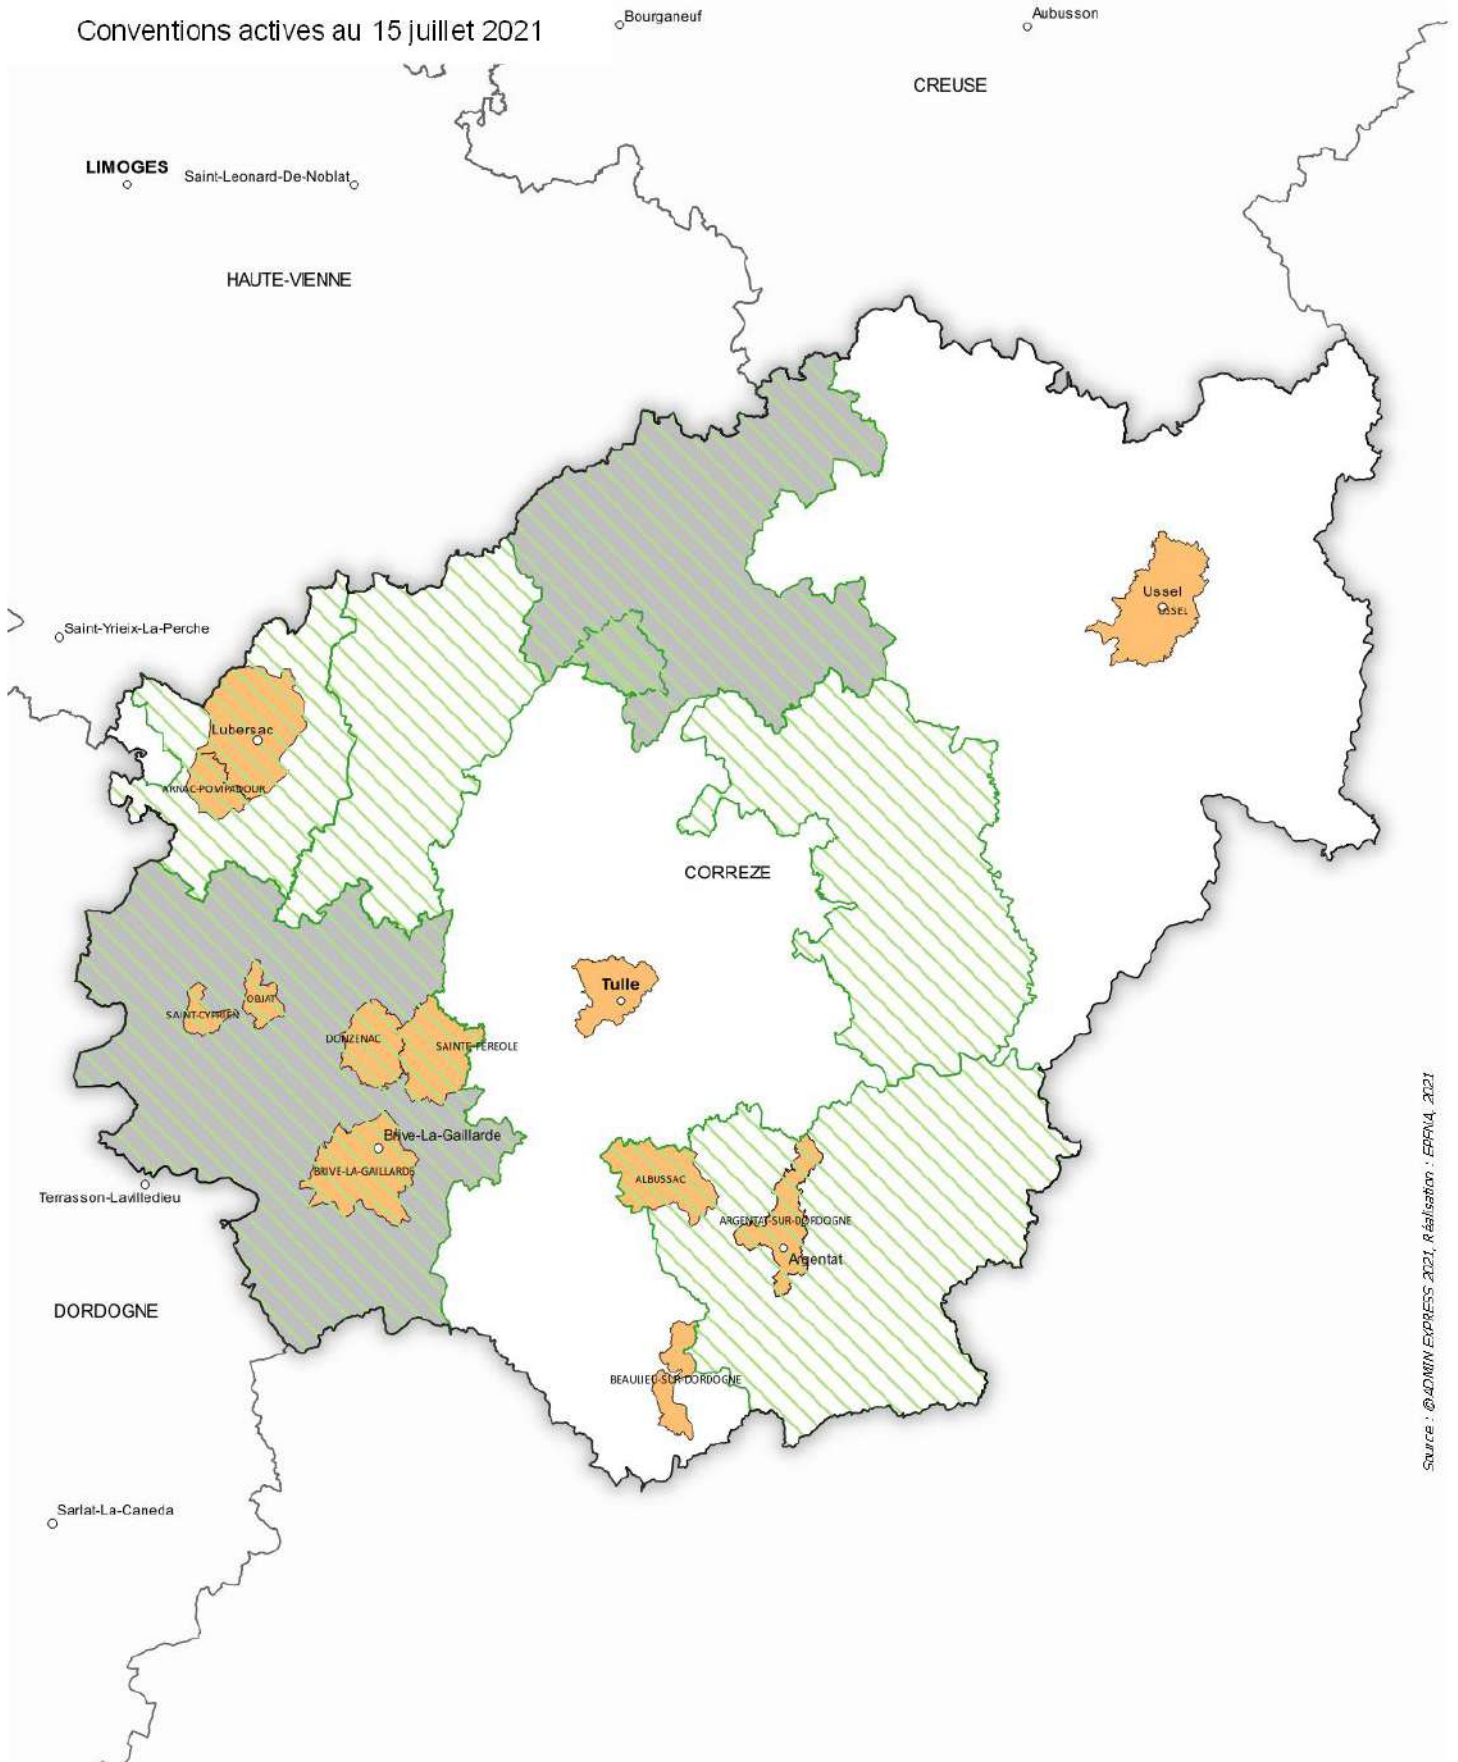 Conventions actives au 15 juillet 2021
Bourganeuf
Aubusson
CREUSE
LIMOGES
Saint-Leonard-De-Noblat
HAUTE-VIENNE
Ussel
USSEL
Saint-Yrieix-La-Perche
Lubersac
ARNAC-POMPADOUR
CORREZE
Tulle
OBJAT
SAINT-CYPRIEN
DONZENAC
SAINTE-FEREOLE
Brive-La-Gaillarde
BRIVE-LA-GAILLARDE
ALBUSSAC
Terrasson-Lavilledieu
ARGENTAT-SUR-DORDOGNE
Argentat
DORDOGNE
BEAULIEU-SUR-DORDOGNE
Sarlat-La-Caneda
Source : ©ADMIN EXPRESS 2021, Réalisation : EPFNA, 2021